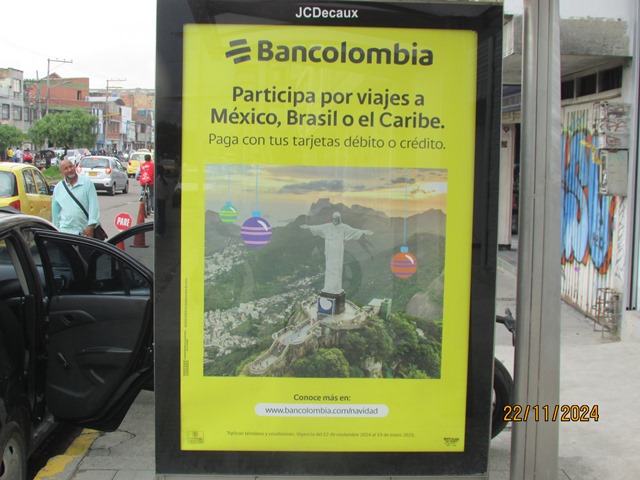 JCDecaux
Bancolombia
Participa por viajes a
México, Brasil o el Caribe.
Paga con tus tarjetas débito o crédito.
PARE
Conoce más en:
www.bancolombia.com/navidad
22/11/2024